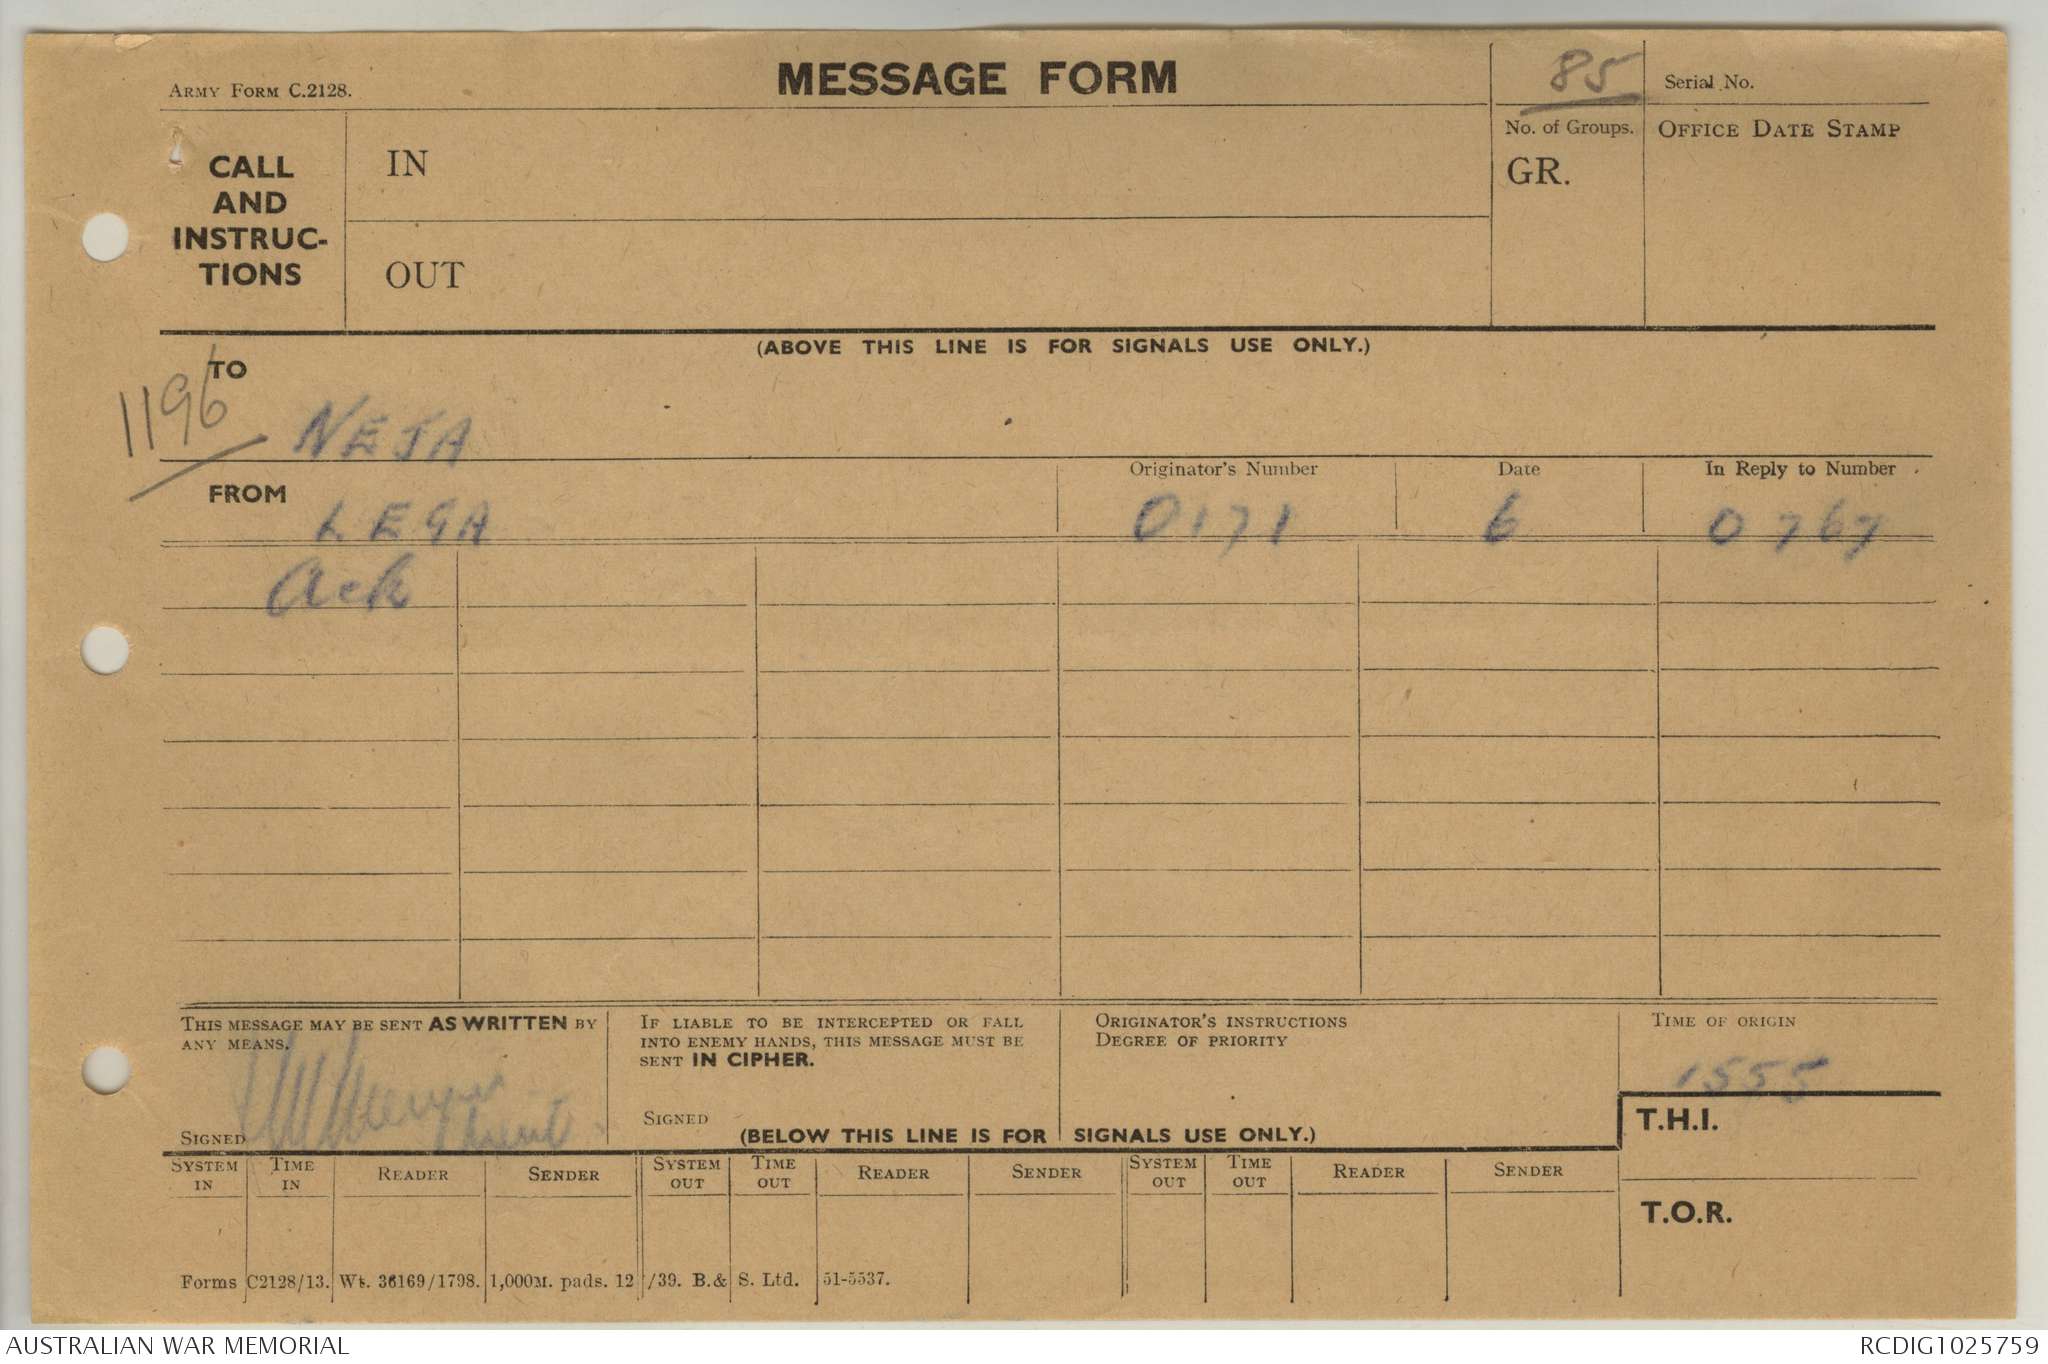 ARMY FORM C.2128.
MESSAGE FORM
85
Serial No.
CALL
AND
INSTRUC-
TIONS
IN
OUT
No. of Groups.
GR.
OFFICE DATE STAMP
(ABOVE THIS LINE IS FOR SIGNALS USE ONLY.)
TO
1196
NEJA
FROM
LEGA
Originator's Number
0171
Date
6
In Reply to Number
0767
Ack
THIS MESSAGE MAY BE SENT AS WRITTEN BY
ANY MEANS.
SIGNED
IF LIABLE TO BE INTERCEPTED OR FALL
INTO ENEMY HANDS, THIS MESSAGE MUST BE
SENT IN CIPHER.
SIGNED
ORIGINATOR'S INSTRUCTIONS
DEGREE OF PRIORITY
TIME OF ORIGIN
1555
(BELOW THIS LINE IS FOR SIGNALS USE ONLY.)
T.H.I.
T.O.R.
SYSTEM IN
TIME IN
READER
SENDER
SYSTEM OUT
TIME OUT
READER
SENDER
SYSTEM OUT
TIME OUT
READER
SENDER
Forms C2128/13. Wt. 36169/1798. 1,000M. pads. 12/39. B.& S. Ltd. 51-5537.
AUSTRALIAN WAR MEMORIAL
RCDIG1025759